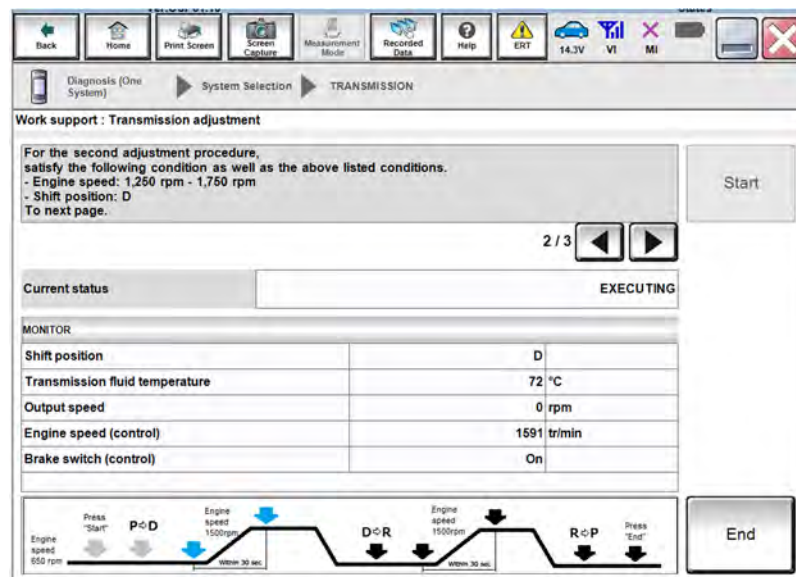 Back
Home
Print Screen
Screen
Capture
Measurement
Mode
Recorded
Data
Help
ERT
14.3V
VI
MI
Diagnosis (One
System)
System Selection
TRANSMISSION
Work support : Transmission adjustment
For the second adjustment procedure,
satisfy the following condition as well as the above listed conditions.
- Engine speed: 1,250 rpm - 1,750 rpm
- Shift position: D
To next page.
Start
2 / 3
Current status
EXECUTING
MONITOR
Shift position D
Transmission fluid temperature 72 °C
Output speed 0 rpm
Engine speed (control) 1591 tr/min
Brake switch (control) On
Engine
speed
650 rpm
Press
"Start"
P⇨D
Engine
speed
1500rpm
Within 30 sec
D⇨R
Engine
speed
1500rpm
Within 30 sec
R⇨P
Press
"End"
End